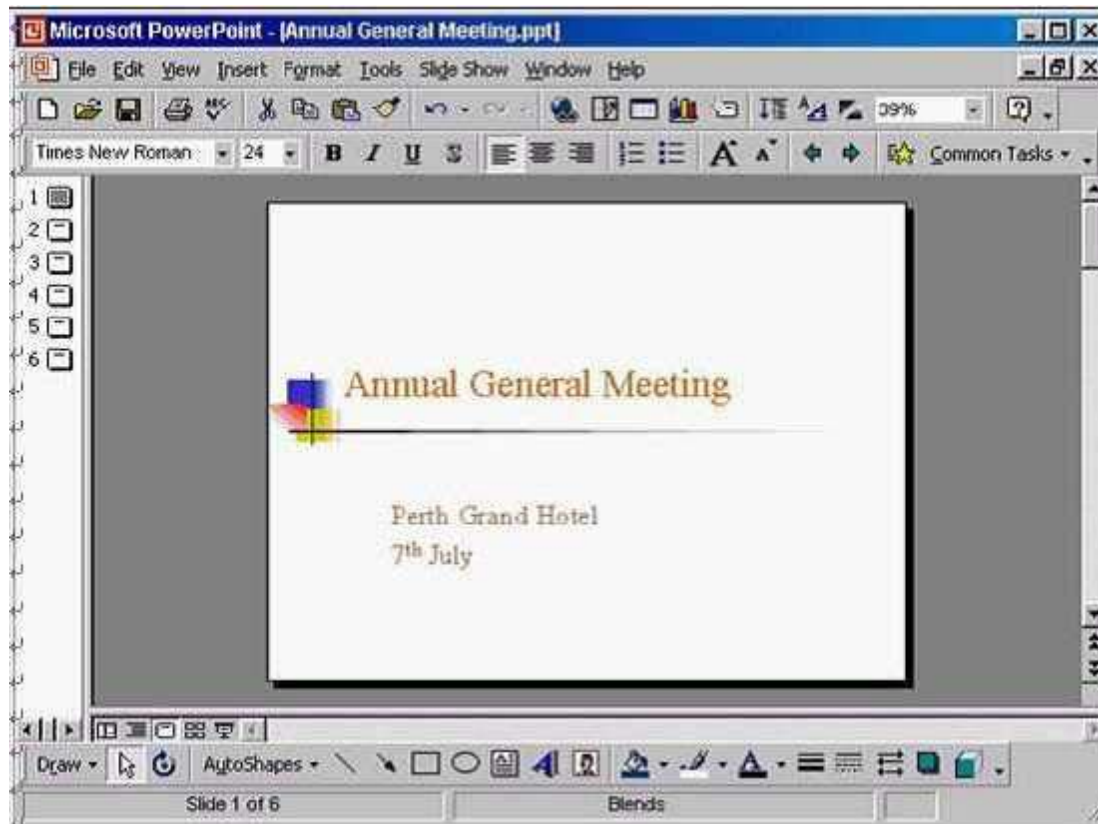 Microsoft PowerPoint - [Annual General Meeting.ppt]
File Edit View Insert Format Tools Slide Show Window Help
39%
Times New Roman 24 B I U S A A Common Tasks
1
2
3
4
5
6
Annual General Meeting
Perth Grand Hotel
7th July
Draw AutoShapes
Slide 1 of 6 Blends